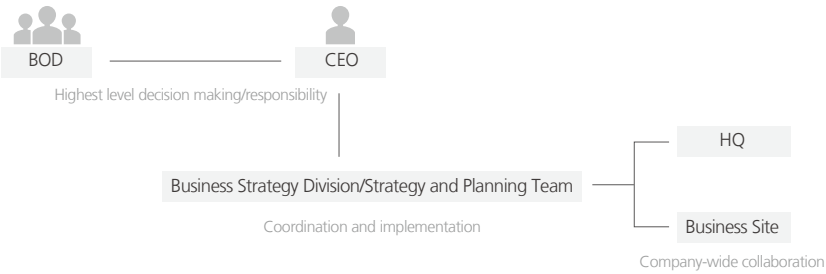 BOD
CEO
Highest level decision making/responsibility
HQ
Business Strategy Division/Strategy and Planning Team
Coordination and implementation
Business Site
Company-wide collaboration